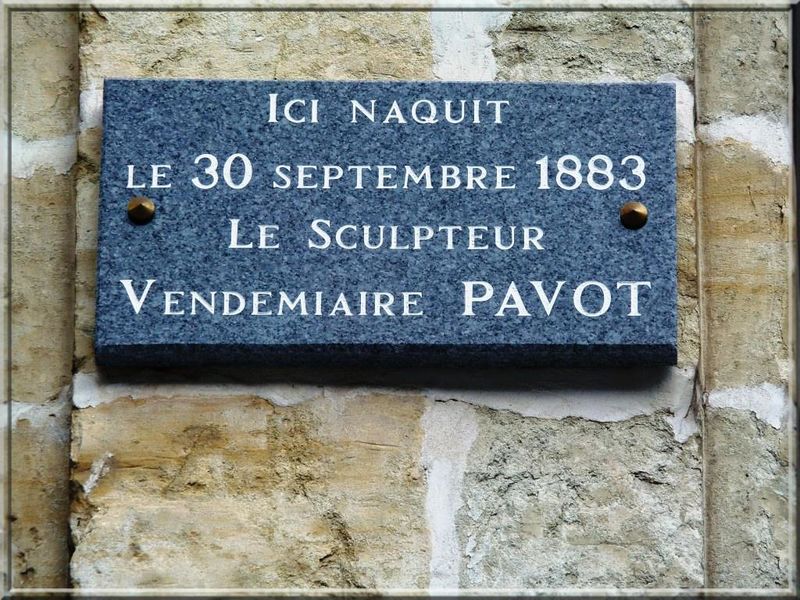 Ici naquit
le 30 septembre 1883
Le Sculpteur
Vendemiaire PAVOT